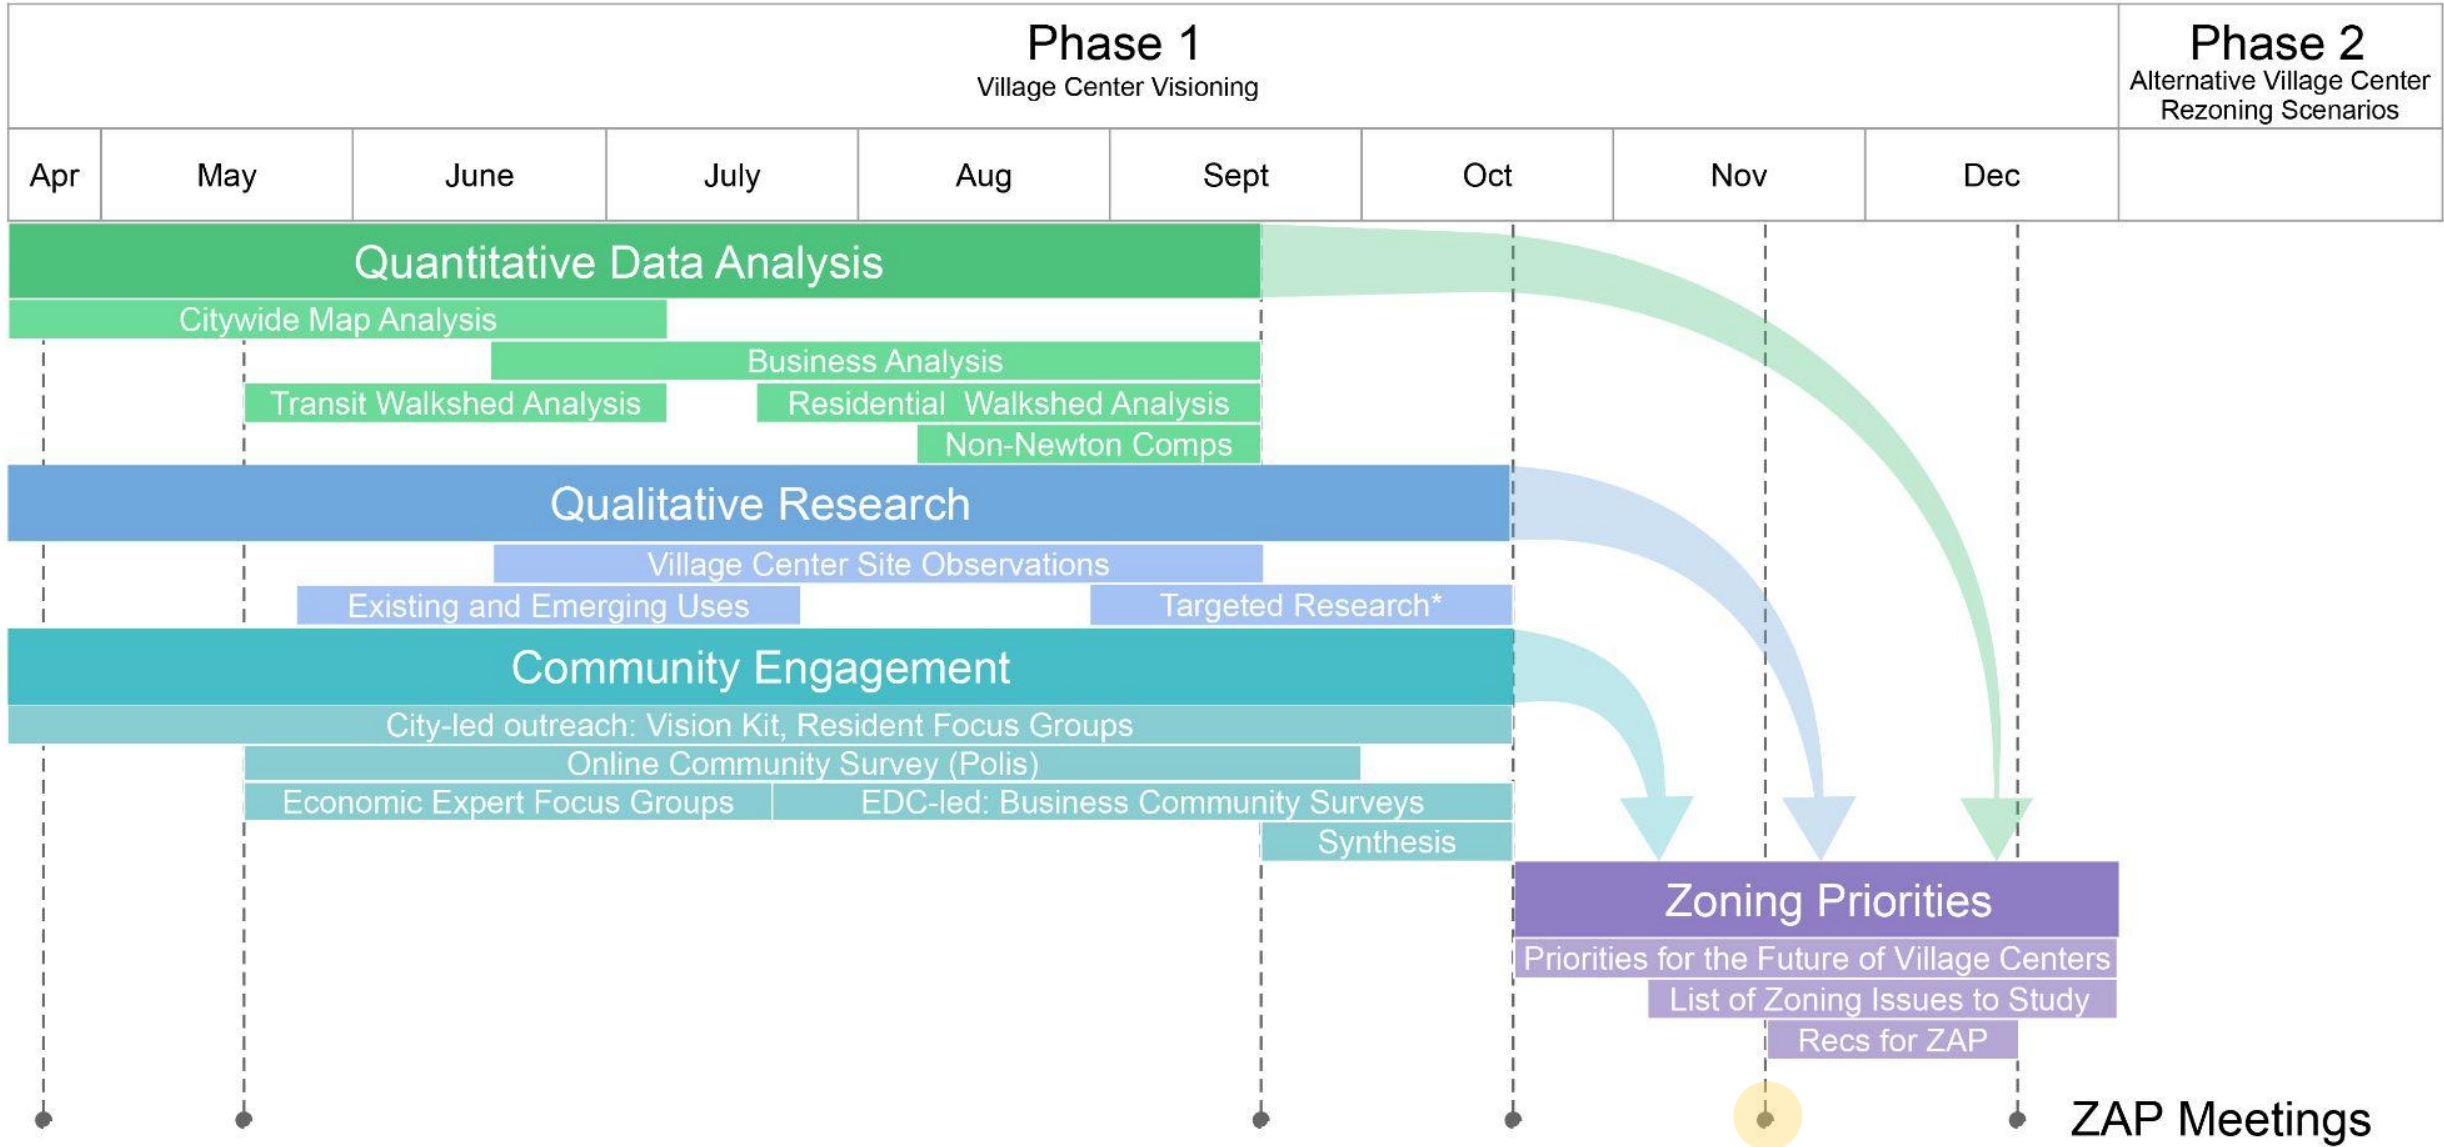 Phase 1
Village Center Visioning
Phase 2
Alternative Village Center
Rezoning Scenarios
Apr
May
June
July
Aug
Sept
Oct
Nov
Dec
Quantitative Data Analysis
Citywide Map Analysis
Business Analysis
Transit Walkshed Analysis
Residential Walkshed Analysis
Non-Newton Comps
Qualitative Research
Village Center Site Observations
Existing and Emerging Uses
Targeted Research*
Community Engagement
City-led outreach: Vision Kit, Resident Focus Groups
Online Community Survey (Polis)
Economic Expert Focus Groups
EDC-led: Business Community Surveys
Synthesis
Zoning Priorities
Priorities for the Future of Village Centers
List of Zoning Issues to Study
Recs for ZAP
ZAP Meetings